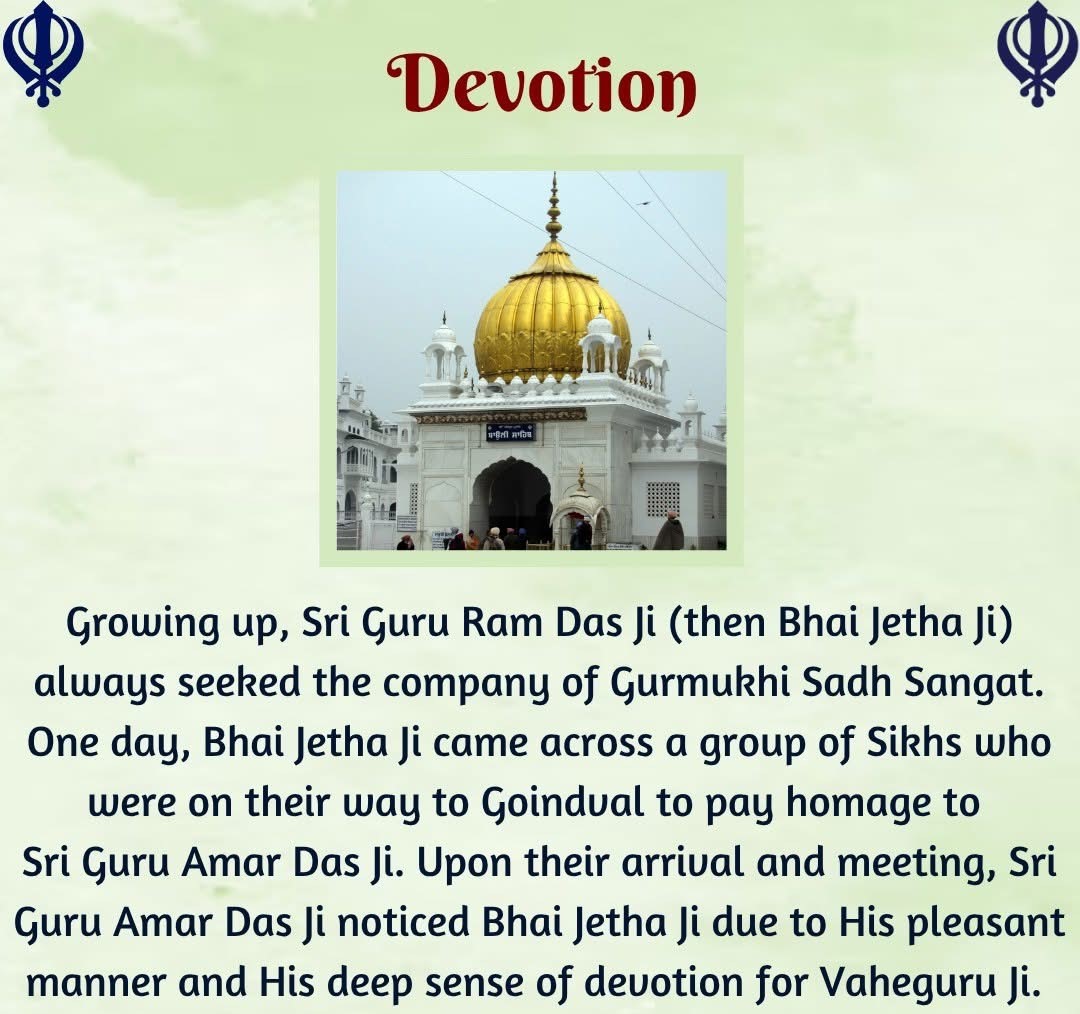 Devotion
ਬਾਉਲੀ ਸਾਹਿਬ
Growing up, Sri Guru Ram Das Ji (then Bhai Jetha Ji)
always seeked the company of Gurmukhi Sadh Sangat.
One day, Bhai Jetha Ji came across a group of Sikhs who
were on their way to Goindval to pay homage to
Sri Guru Amar Das Ji. Upon their arrival and meeting, Sri
Guru Amar Das Ji noticed Bhai Jetha Ji due to His pleasant
manner and His deep sense of devotion for Vaheguru Ji.